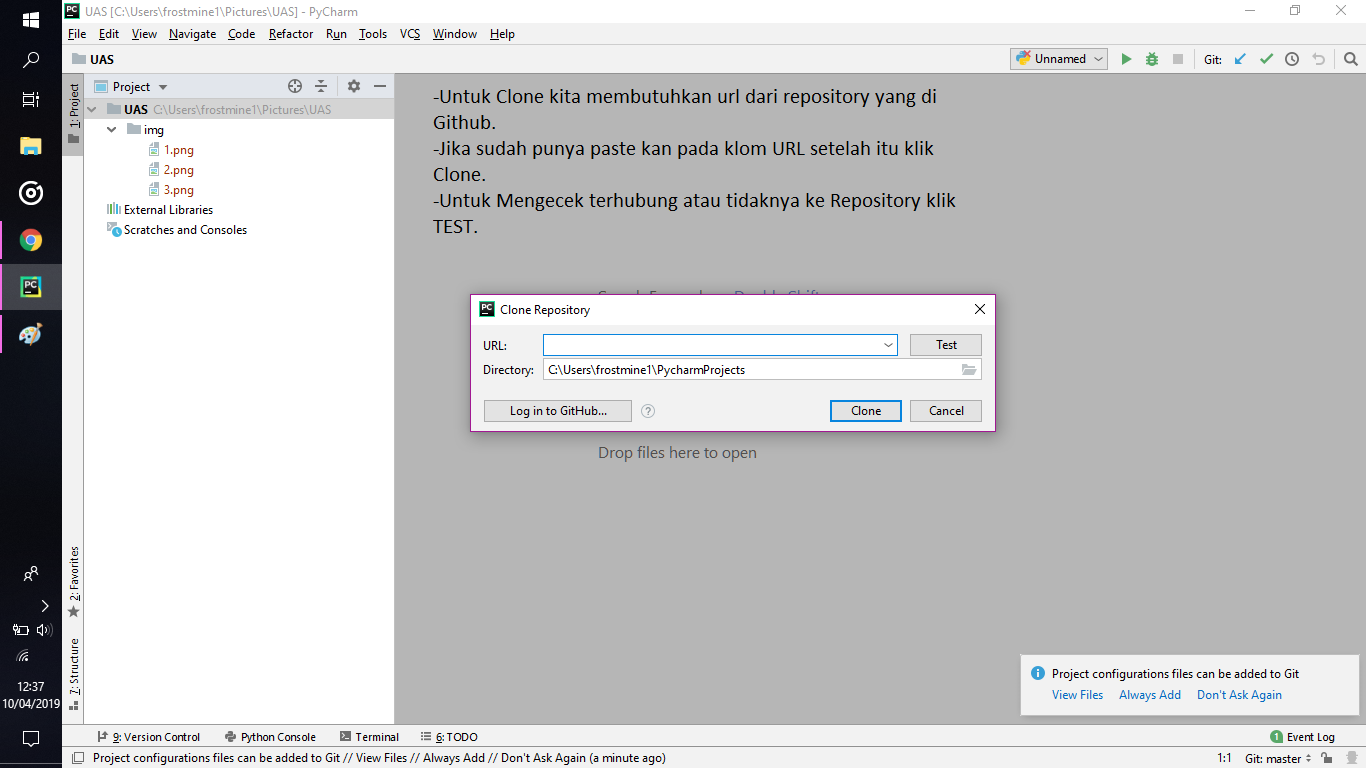 UAS [C:\Users\frostmine1\Pictures\UAS] - PyCharm
File Edit View Navigate Code Refactor Run Tools VCS Window Help
UAS
Unnamed
Git:
1: Project
Project
UAS C:\Users\frostmine1\Pictures\UAS
img
1.png
2.png
3.png
External Libraries
Scratches and Consoles
-Untuk Clone kita membutuhkan url dari repository yang di
Github.
-Jika sudah punya paste kan pada klom URL setelah itu klik
Clone.
-Untuk Mengecek terhubung atau tidaknya ke Repository klik
TEST.
PC Clone Repository
URL:
Test
Directory: C:\Users\frostmine1\PycharmProjects
Log in to GitHub... ? Clone Cancel
Drop files here to open
2: Favorites
7: Structure
Project configurations files can be added to Git
View Files Always Add Don't Ask Again
12:37
10/04/2019
9: Version Control Python Console Terminal 6: TODO 1 Event Log
Project configurations files can be added to Git // View Files // Always Add // Don't Ask Again (a minute ago) 1:1 Git: master